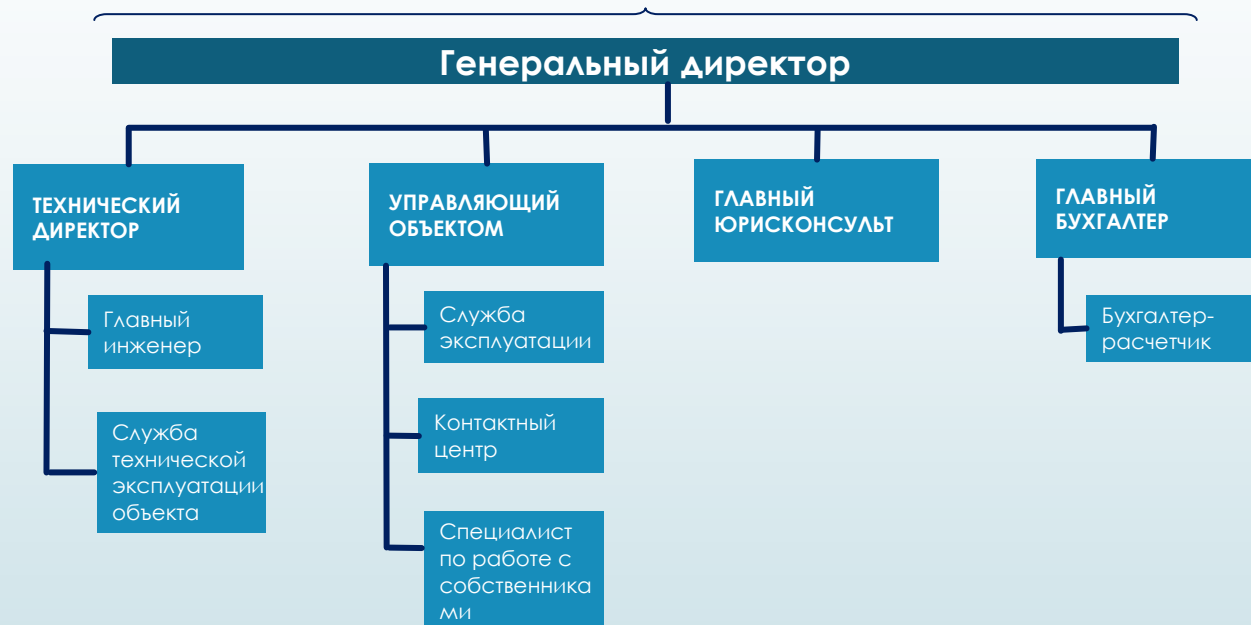 Генеральный директор
ТЕХНИЧЕСКИЙ
ДИРЕКТОР
Главный
инженер
Служба
технической
эксплуатации
объекта
УПРАВЛЯЮЩИЙ
ОБЪЕКТОМ
Служба
эксплуатации
Контактный
центр
Специалист
по работе с
собственника
ми
ГЛАВНЫЙ
ЮРИСКОНСУЛЬТ
ГЛАВНЫЙ
БУХГАЛТЕР
Бухгалтер-
расчетчик